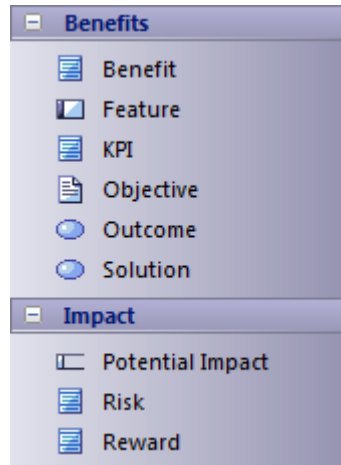 Benefits
Benefit
Feature
KPI
Objective
Outcome
Solution
Impact
Potential Impact
Risk
Reward